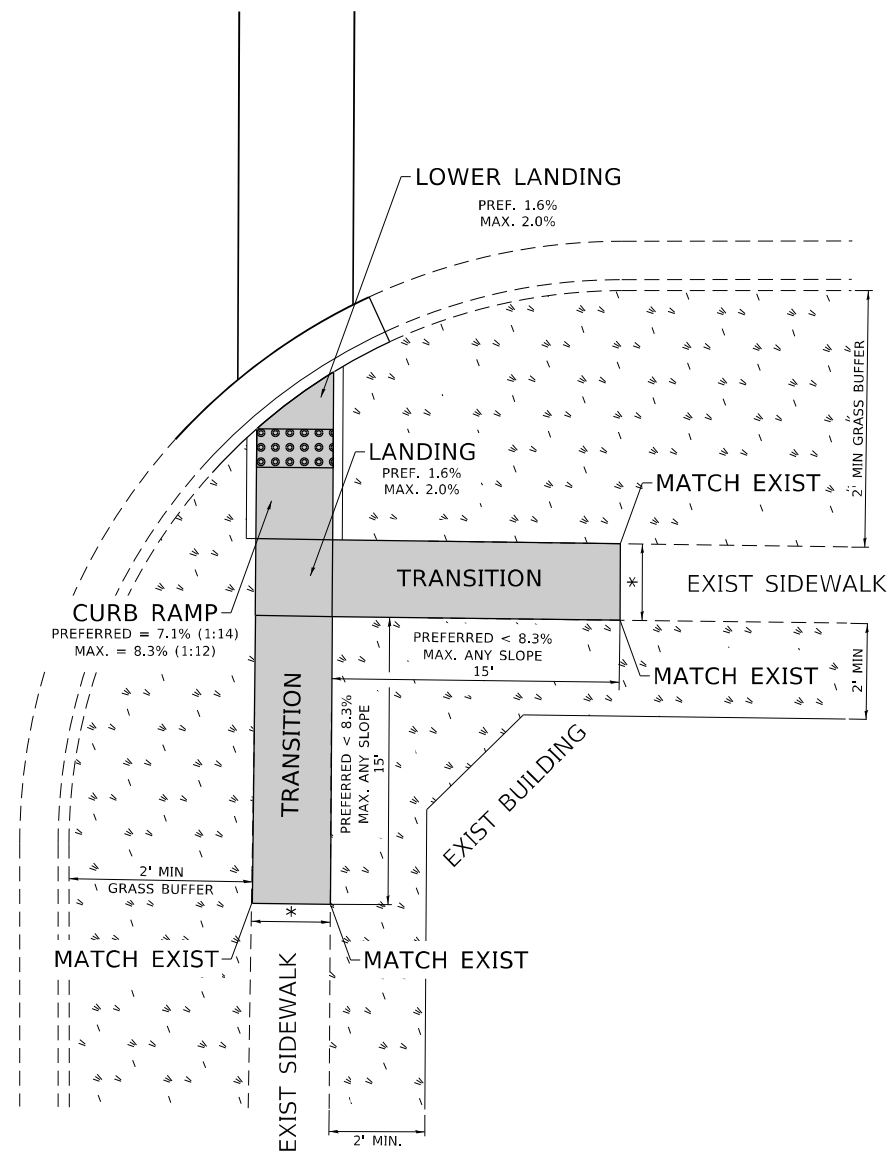 LOWER LANDING
PREF. 1.6%
MAX. 2.0%
LANDING
PREF. 1.6%
MAX. 2.0%
2' MIN GRASS BUFFER
MATCH EXIST
TRANSITION
*
EXIST SIDEWALK
CURB RAMP
PREFERRED = 7.1% (1:14)
MAX. = 8.3% (1:12)
PREFERRED < 8.3%
MAX. ANY SLOPE
15'
MATCH EXIST
2' MIN
TRANSITION
PREFERRED < 8.3%
MAX. ANY SLOPE
15'
EXIST BUILDING
2' MIN
GRASS BUFFER
*
MATCH EXIST
MATCH EXIST
EXIST SIDEWALK
2' MIN.